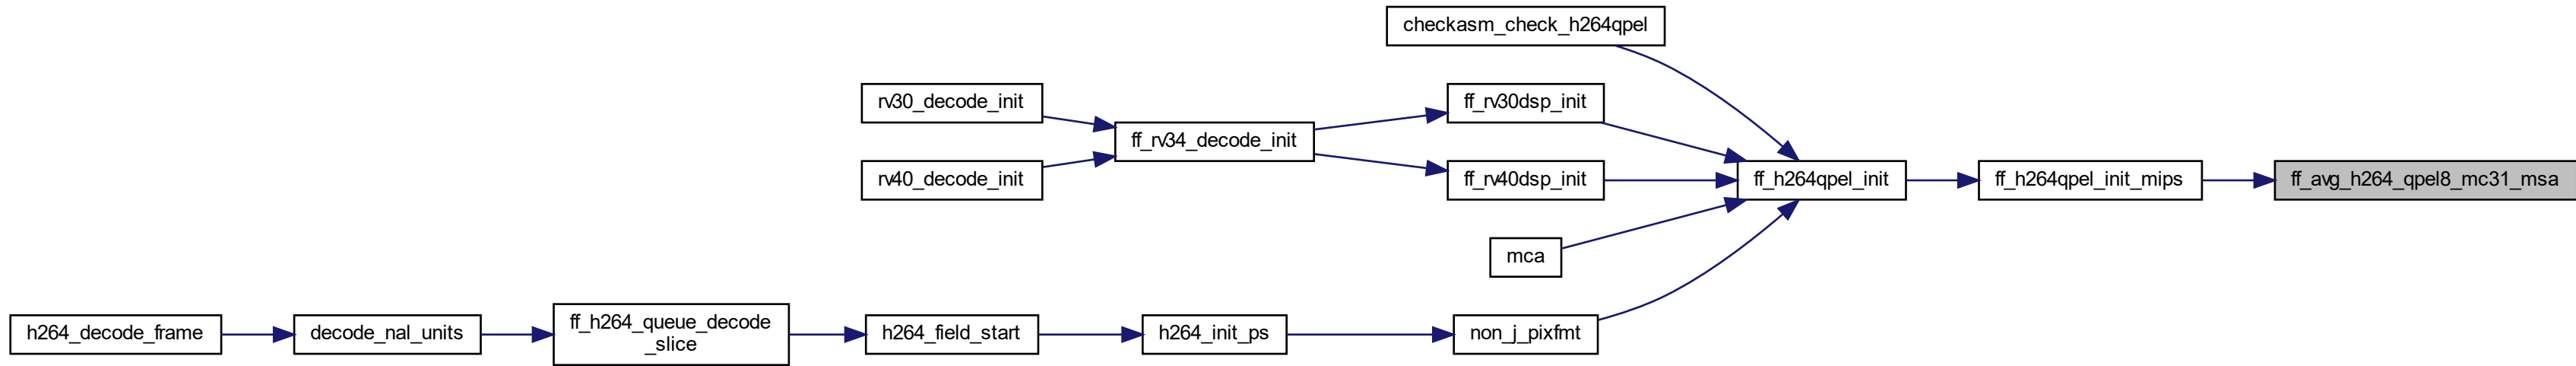 checkasm_check_h264qpel
rv30_decode_init
ff_rv30dsp_init
ff_rv34_decode_init
rv40_decode_init
ff_rv40dsp_init
ff_h264qpel_init
ff_h264qpel_init_mips
ff_avg_h264_qpel8_mc31_msa
mca
h264_decode_frame
decode_nal_units
ff_h264_queue_decode
_slice
h264_field_start
h264_init_ps
non_j_pixfmt